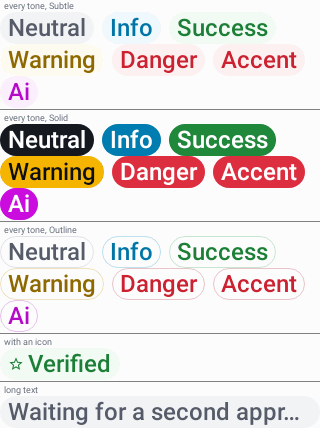 every tone, Subtle
Neutral Info Success
Warning Danger Accent
Ai
every tone, Solid
Neutral Info Success
Warning Danger Accent
Ai
every tone, Outline
Neutral Info Success
Warning Danger Accent
Ai
with an icon
Verified
long text
Waiting for a second appr...